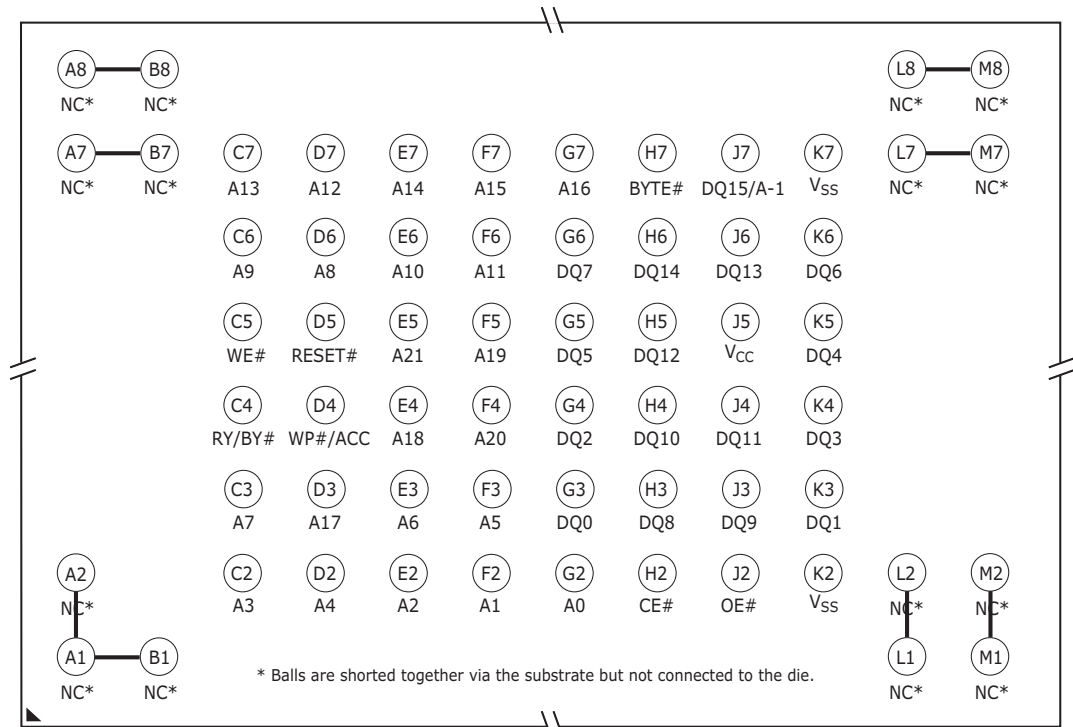 A8 B8 L8 M8
NC* NC* NC* NC*
A7 B7 C7 D7 E7 F7 G7 H7 J7 K7 L7 M7
NC* NC* A13 A12 A14 A15 A16 BYTE# DQ15/A-1 VSS NC* NC*
C6 D6 E6 F6 G6 H6 J6 K6
A9 A8 A10 A11 DQ7 DQ14 DQ13 DQ6
C5 D5 E5 F5 G5 H5 J5 K5
WE# RESET# A21 A19 DQ5 DQ12 VCC DQ4
C4 D4 E4 F4 G4 H4 J4 K4
RY/BY# WP#/ACC A18 A20 DQ2 DQ10 DQ11 DQ3
C3 D3 E3 F3 G3 H3 J3 K3
A7 A17 A6 A5 DQ0 DQ8 DQ9 DQ1
A2 C2 D2 E2 F2 G2 H2 J2 K2 L2 M2
NC* A3 A4 A2 A1 A0 CE# OE# VSS NC* NC*
A1 B1 L1 M1
* Balls are shorted together via the substrate but not connected to the die.
NC* NC* NC* NC*